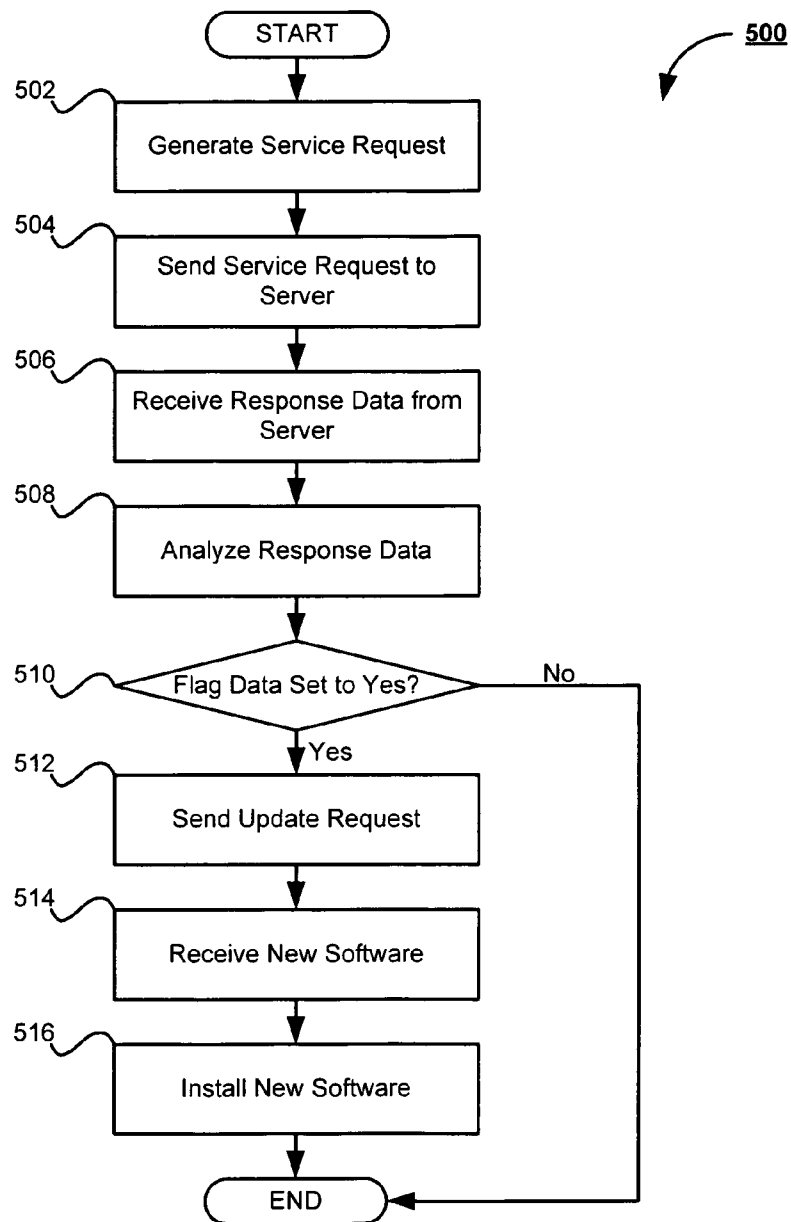 START
500
502
Generate Service Request
504
Send Service Request to
Server
506
Receive Response Data from
Server
508
Analyze Response Data
510
Flag Data Set to Yes?
No
Yes
512
Send Update Request
514
Receive New Software
516
Install New Software
END